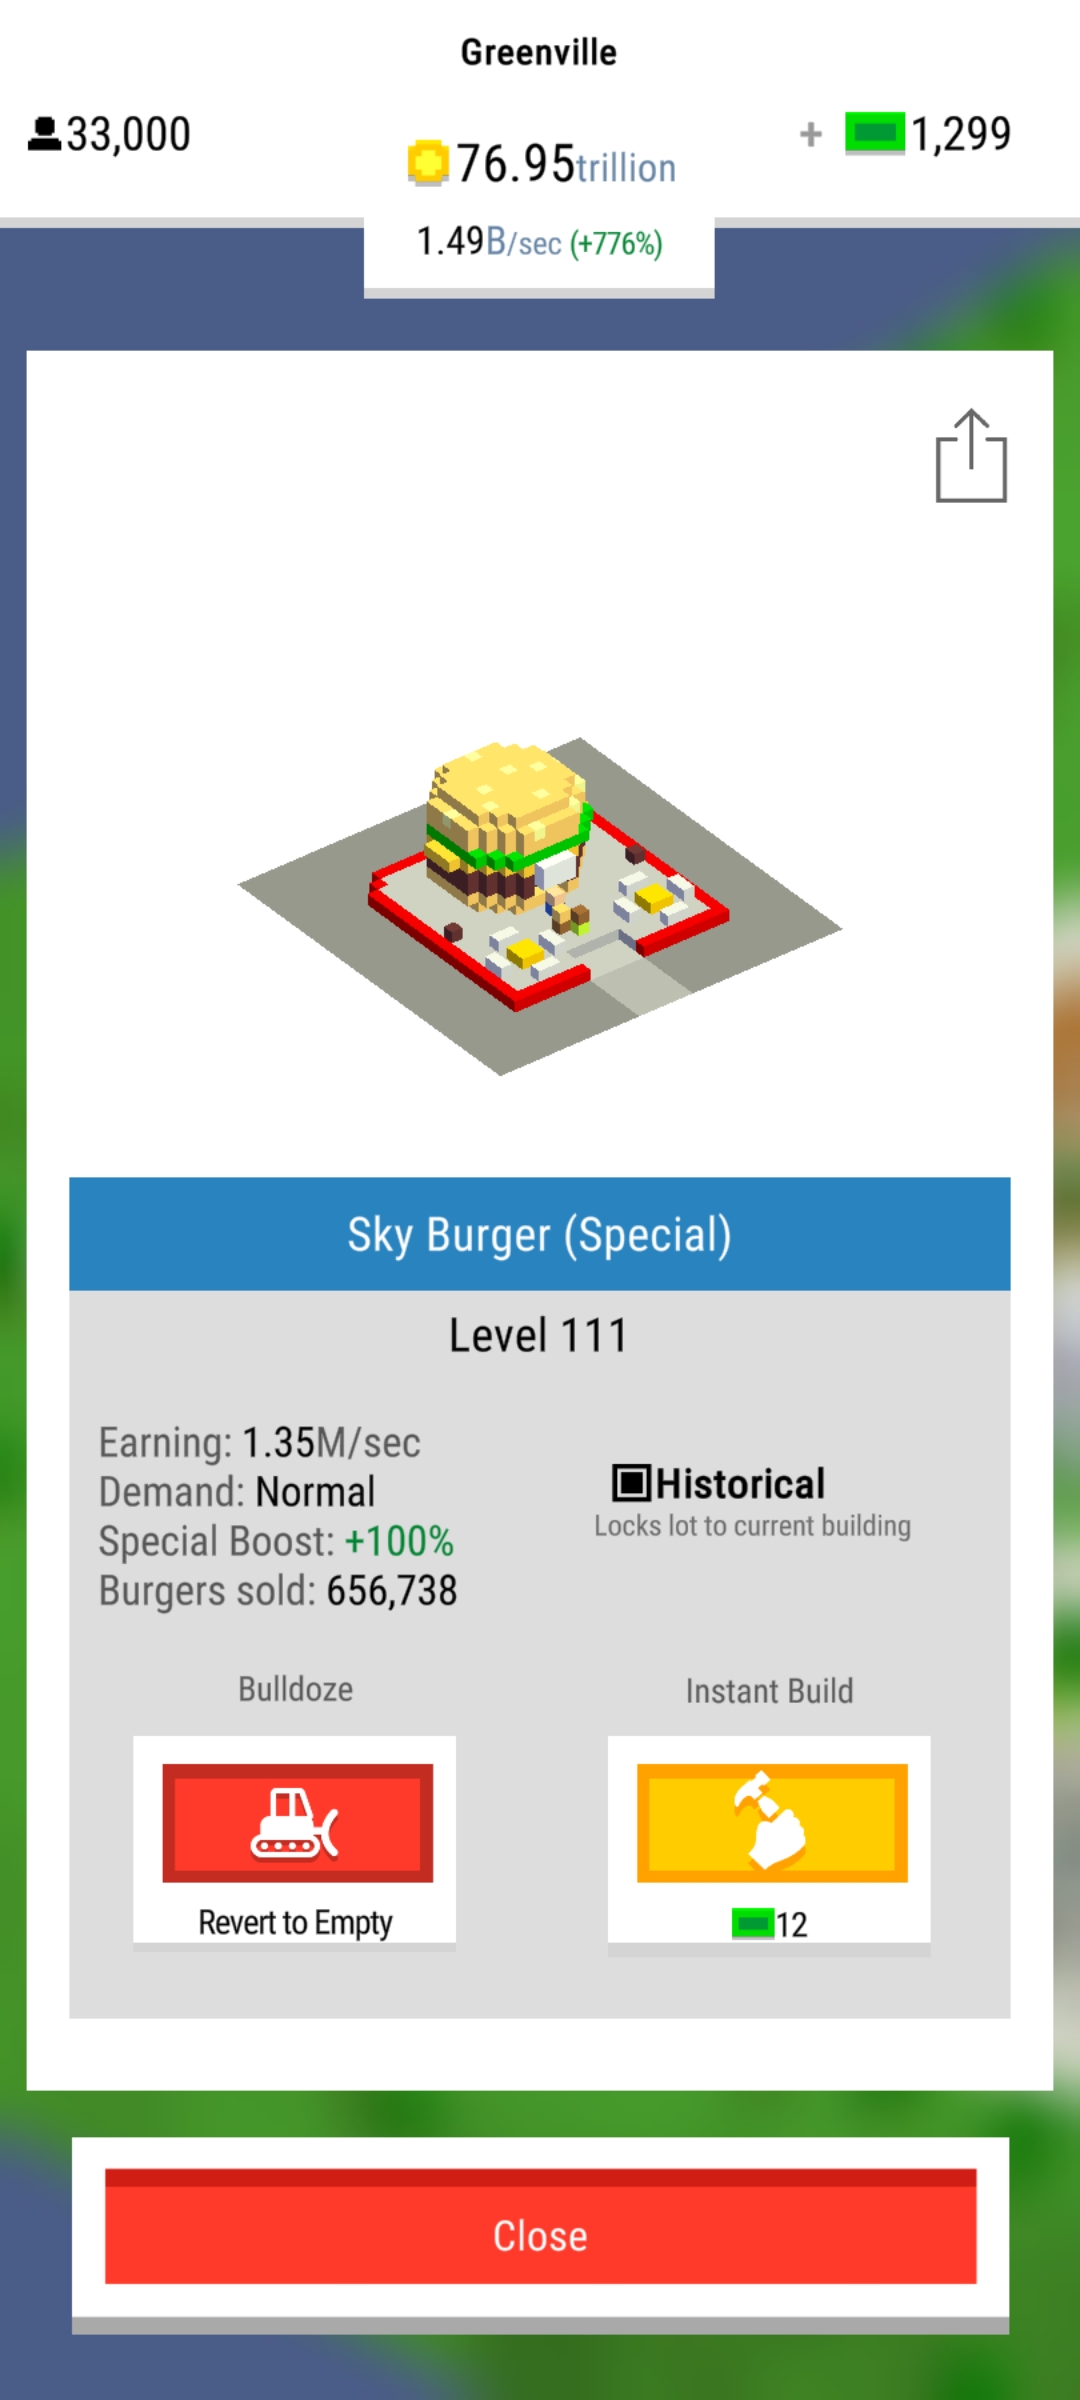 Greenville
33,000
76.95trillion
+ 1,299
1.49B/sec (+776%)
Sky Burger (Special)
Level 111
Earning: 1.35M/sec
Demand: Normal
Special Boost: +100%
Burgers sold: 656,738
Historical
Locks lot to current building
Bulldoze
Revert to Empty
Instant Build
12
Close